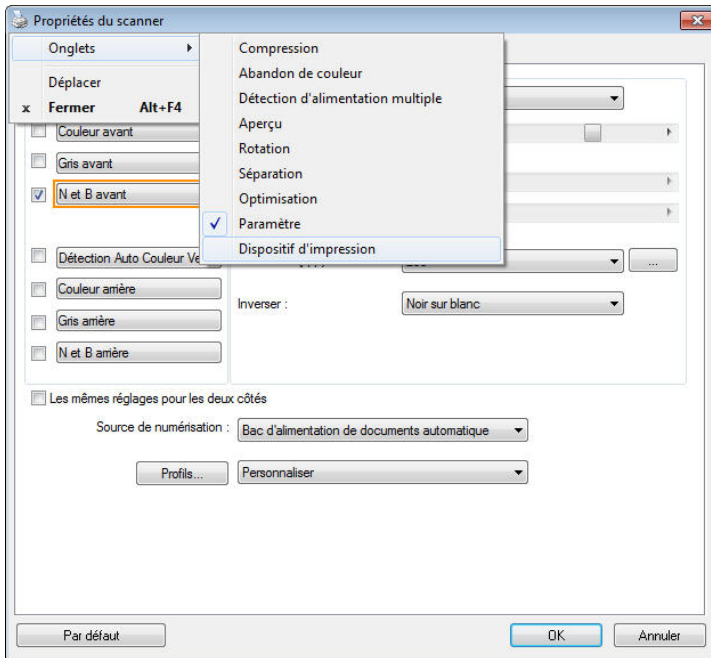 Propriétés du scanner
Onglets
Déplacer
x Fermer Alt+F4
Compression
Abandon de couleur
Détection d'alimentation multiple
Aperçu
Rotation
Séparation
Optimisation
Paramètre
Dispositif d'impression
Couleur avant
Gris avant
N et B avant
Détection Auto Couleur Ve
Couleur arrière
Gris arrière
N et B arrière
...
Inverser : Noir sur blanc
Les mêmes réglages pour les deux côtés
Source de numérisation : Bac d'alimentation de documents automatique
Profils... Personnaliser
Par défaut OK Annuler